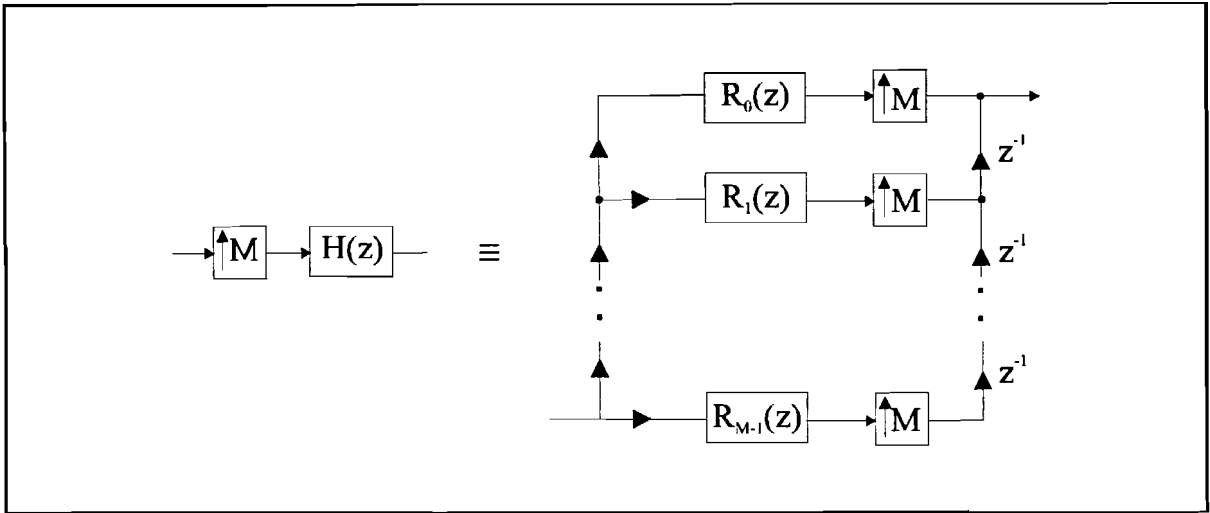 R₀(z) ↑M
z⁻¹
R₁(z) ↑M
↑M H(z) ≡
z⁻¹
z⁻¹
R_{M-1}(z) ↑M